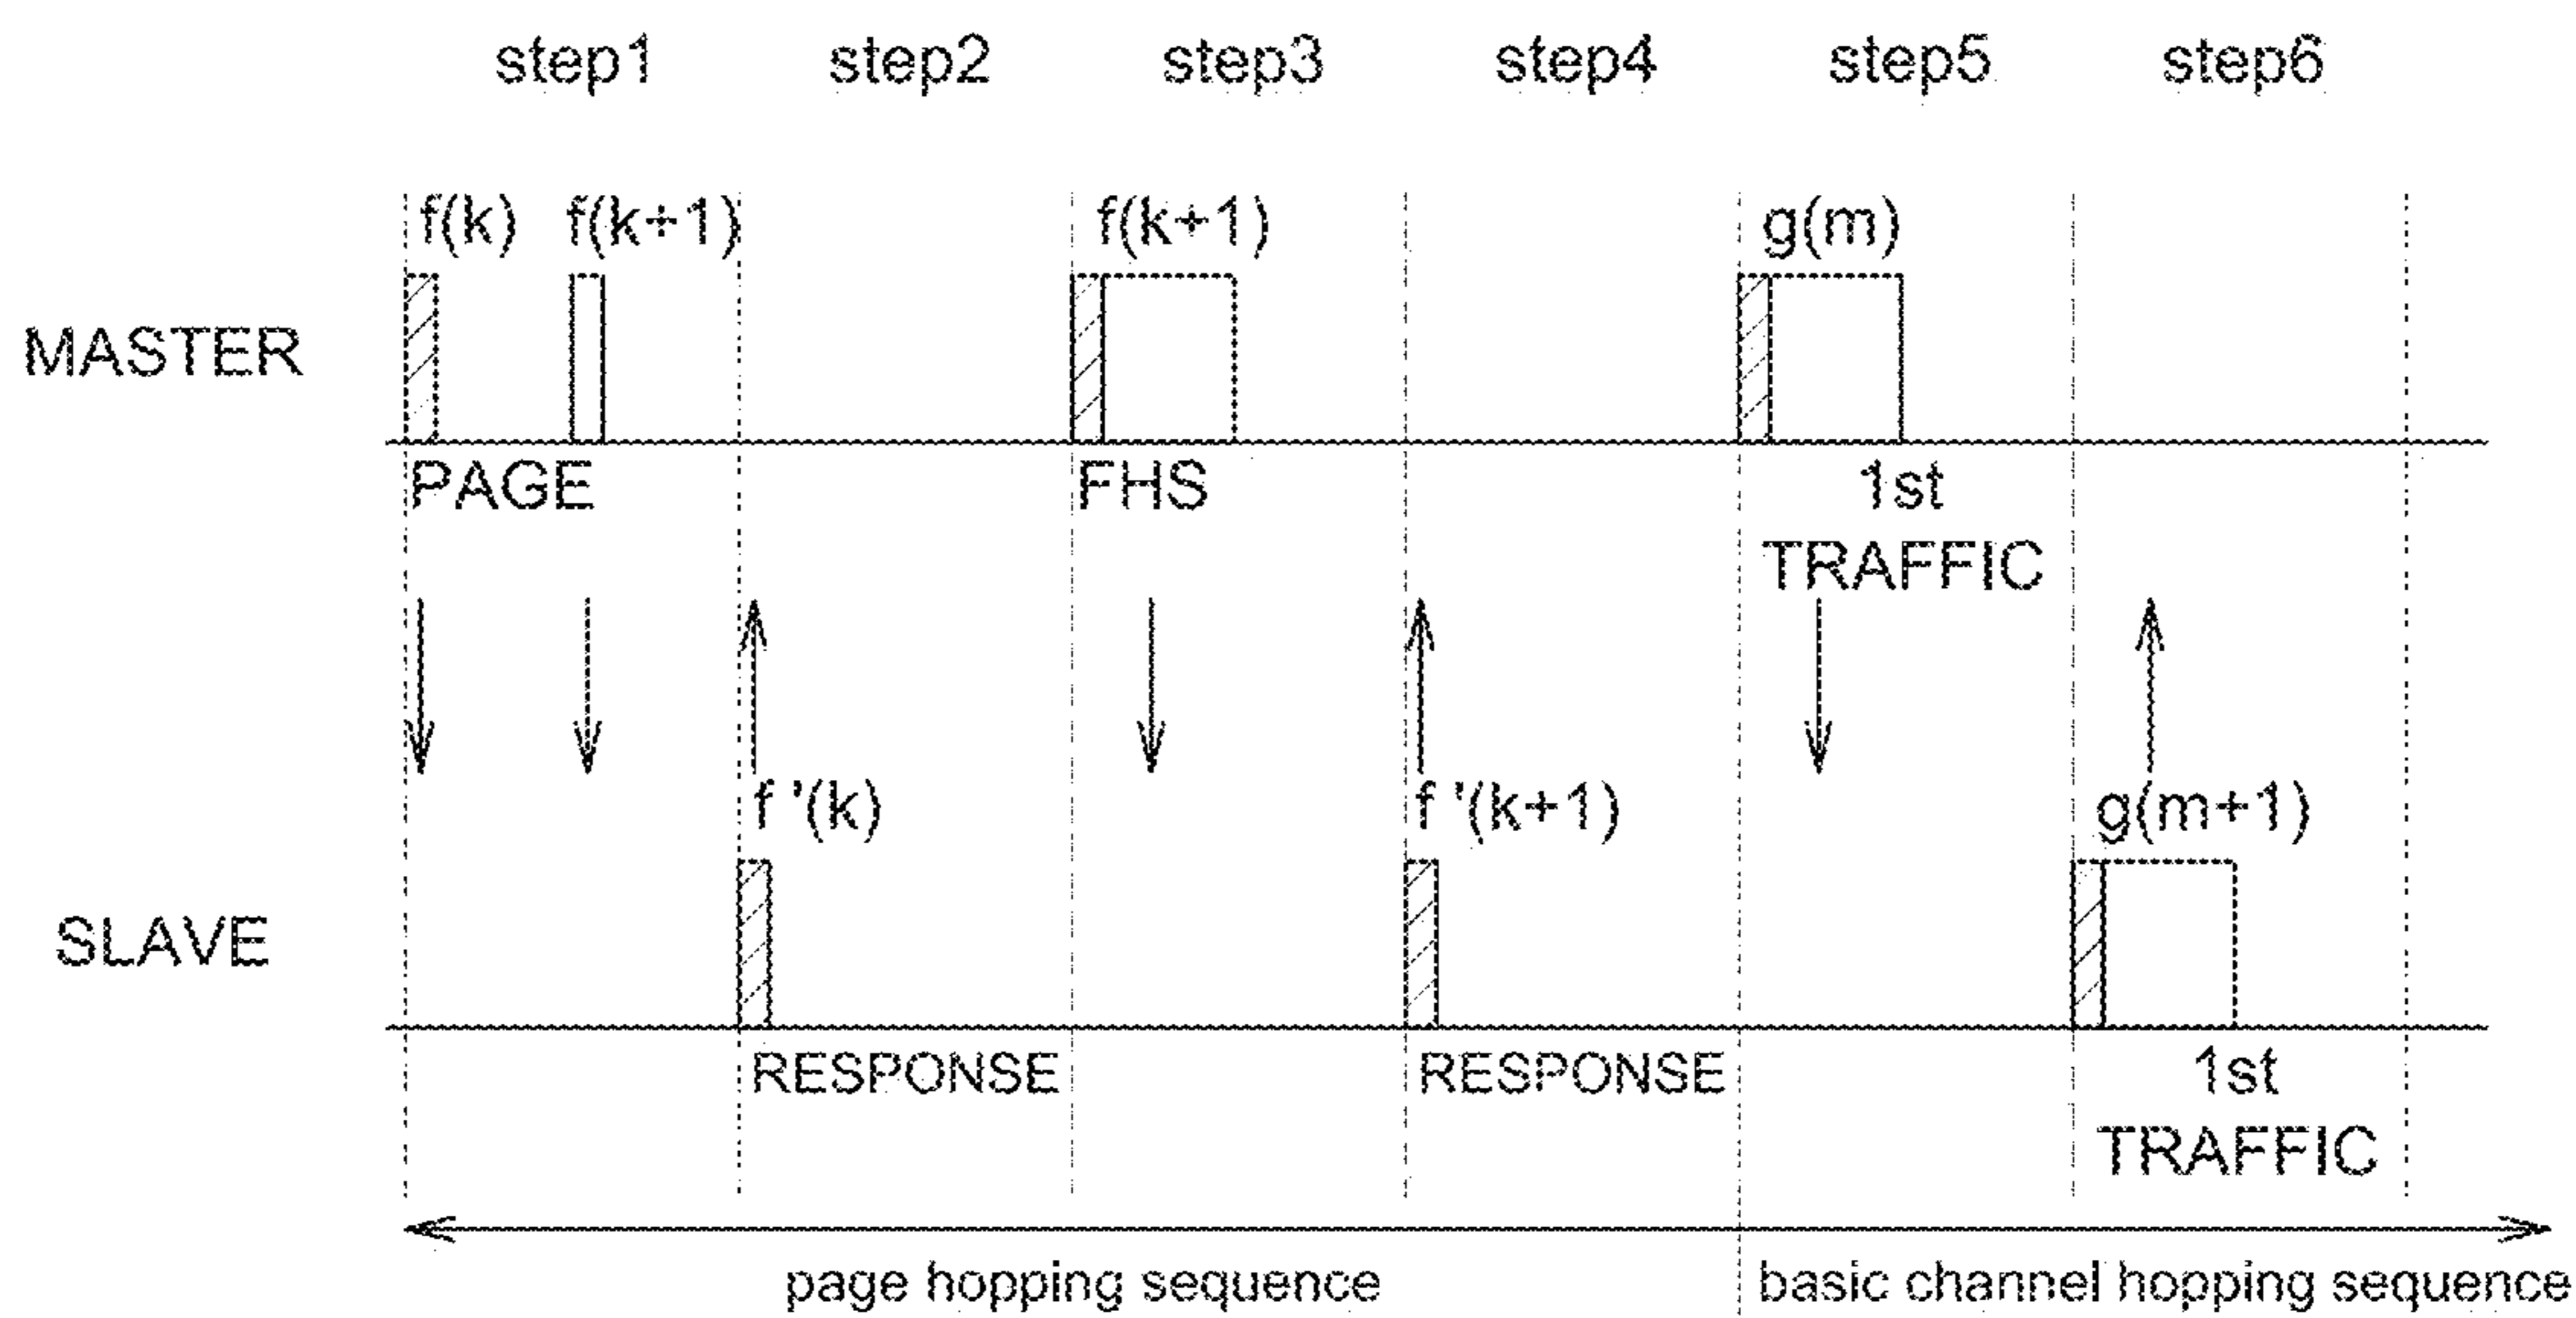 step1 step2 step3 step4 step5 step6
f(k) f(k+1) f(k+1) g(m)
MASTER
PAGE FHS 1st
TRAFFIC
f '(k) f '(k+1) g(m+1)
SLAVE
RESPONSE RESPONSE 1st
TRAFFIC
page hopping sequence basic channel hopping sequence